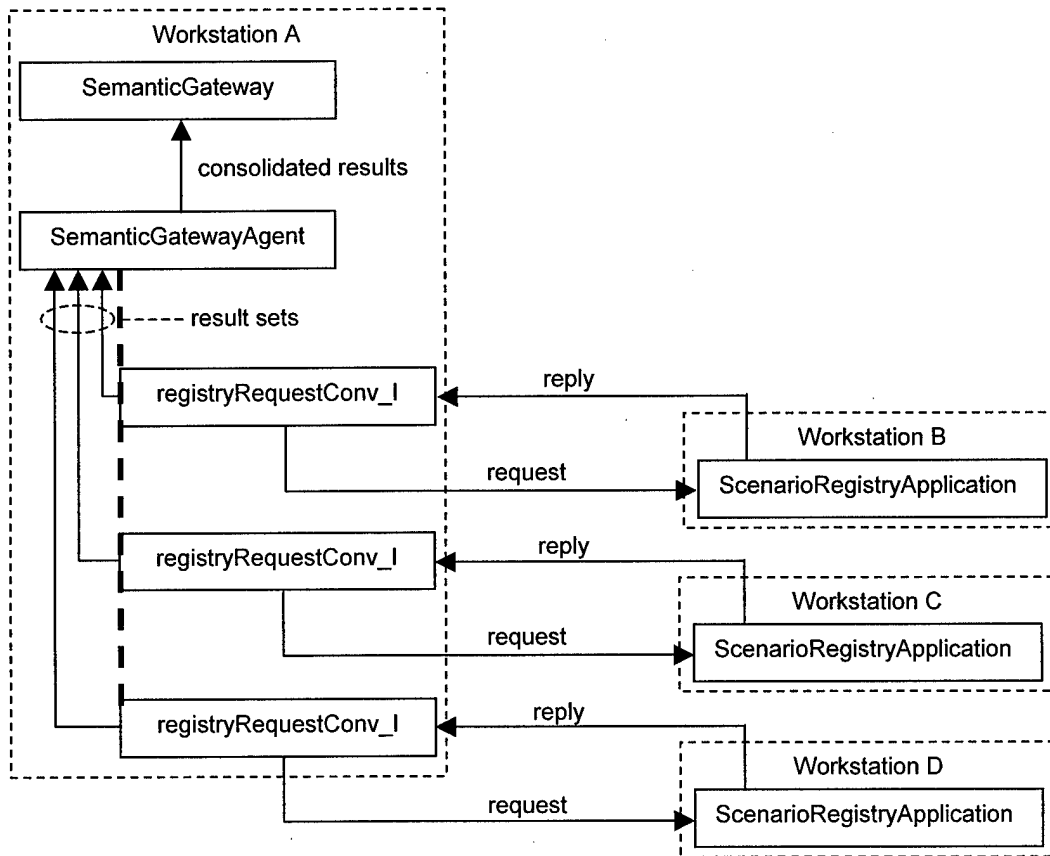 Workstation A
SemanticGateway
consolidated results
SemanticGatewayAgent
result sets
registryRequestConv_I
reply
Workstation B
request
ScenarioRegistryApplication
registryRequestConv_I
reply
Workstation C
request
ScenarioRegistryApplication
registryRequestConv_I
reply
Workstation D
request
ScenarioRegistryApplication